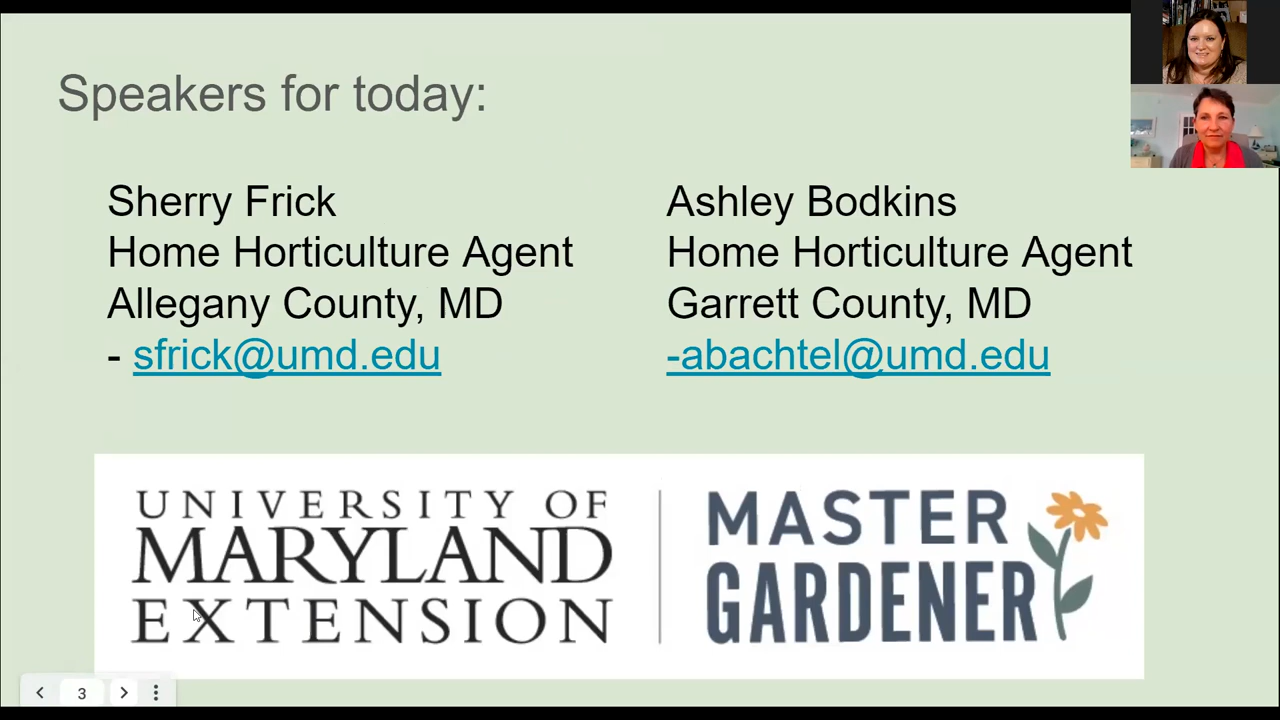 Speakers for today:
Sherry Frick
Home Horticulture Agent
Allegany County, MD
- sfrick@umd.edu
Ashley Bodkins
Home Horticulture Agent
Garrett County, MD
-abachtel@umd.edu
UNIVERSITY OF
MARYLAND
EXTENSION
MASTER
GARDENER
3